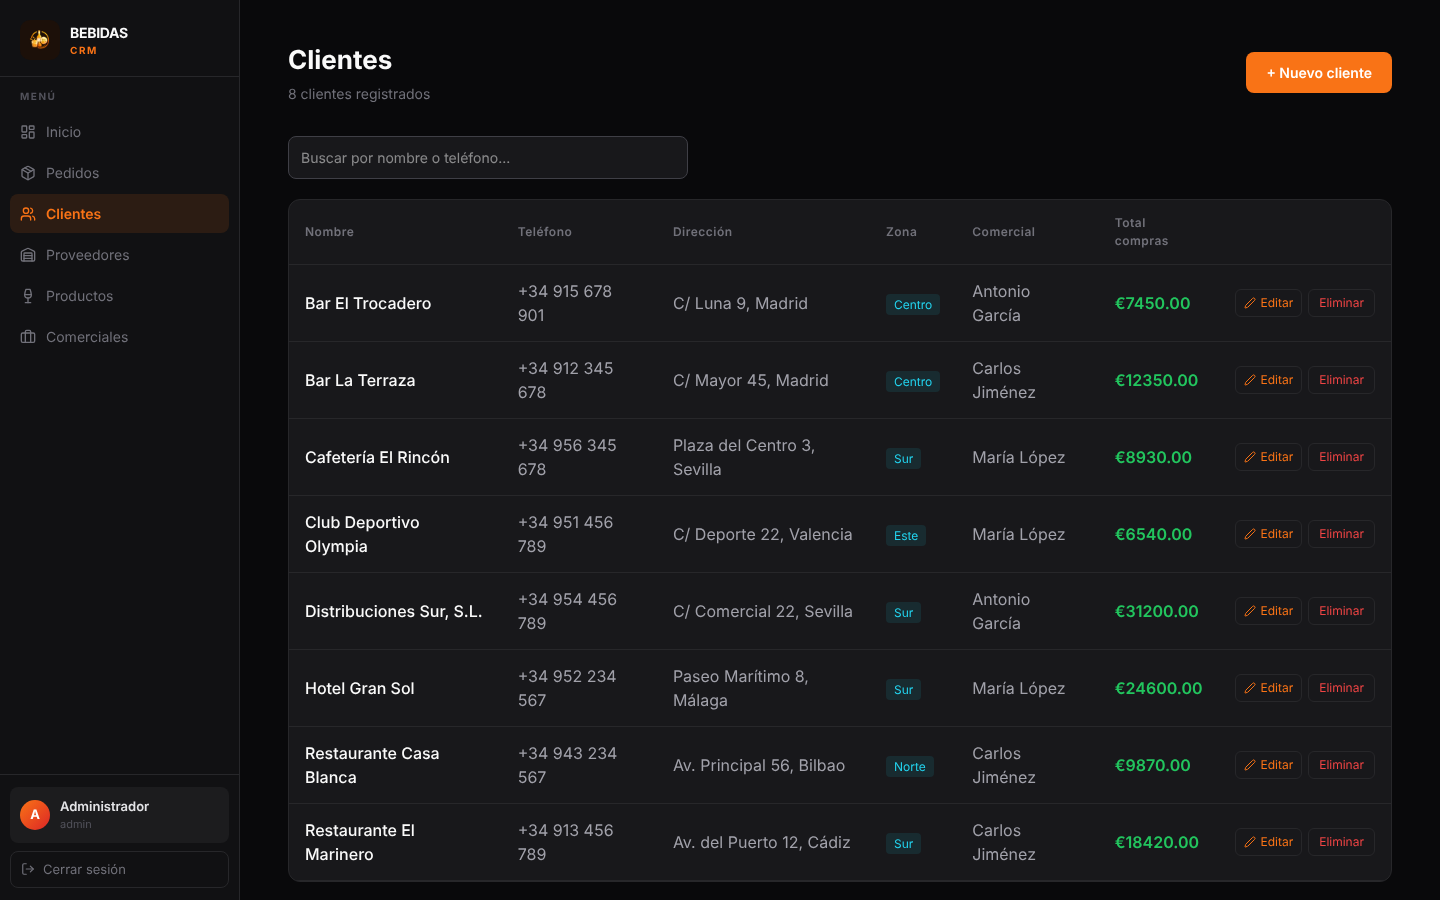 BEBIDAS
CRM
MENÚ
Inicio
Pedidos
Clientes
Proveedores
Productos
Comerciales
Administrador
A
admin
Cerrar sesión
Clientes
8 clientes registrados
+ Nuevo cliente
Buscar por nombre o teléfono...
Nombre Teléfono Dirección Zona Comercial Total compras
Bar El Trocadero +34 915 678 901 C/ Luna 9, Madrid Centro Antonio García €7450.00 Editar Eliminar
Bar La Terraza +34 912 345 678 C/ Mayor 45, Madrid Centro Carlos Jiménez €12350.00 Editar Eliminar
Cafetería El Rincón +34 956 345 678 Plaza del Centro 3, Sevilla Sur María López €8930.00 Editar Eliminar
Club Deportivo Olympia +34 951 456 789 C/ Deporte 22, Valencia Este María López €6540.00 Editar Eliminar
Distribuciones Sur, S.L. +34 954 456 789 C/ Comercial 22, Sevilla Sur Antonio García €31200.00 Editar Eliminar
Hotel Gran Sol +34 952 234 567 Paseo Marítimo 8, Málaga Sur María López €24600.00 Editar Eliminar
Restaurante Casa Blanca +34 943 234 567 Av. Principal 56, Bilbao Norte Carlos Jiménez €9870.00 Editar Eliminar
Restaurante El Marinero +34 913 456 789 Av. del Puerto 12, Cádiz Sur Carlos Jiménez €18420.00 Editar Eliminar